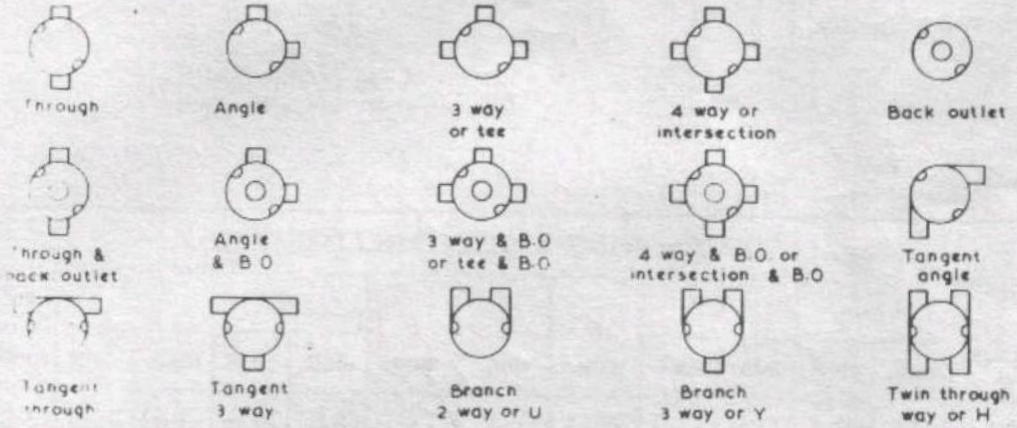 Through
Angle
3 way
or tee
4 way or
intersection
Back outlet
Through &
back outlet
Angle
& B.O
3 way & B.O
or tee & B.O
4 way & B.O. or
intersection & B.O
Tangent
angle
Tangent
through
Tangent
3 way
Branch
2 way or U
Branch
3 way or Y
Twin through
way or H